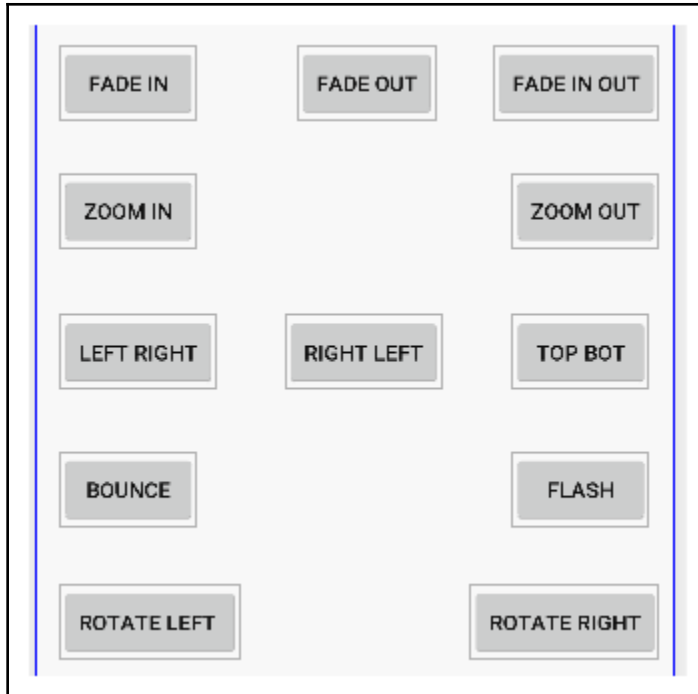 FADE IN FADE OUT FADE IN OUT
ZOOM IN ZOOM OUT
LEFT RIGHT RIGHT LEFT TOP BOT
BOUNCE FLASH
ROTATE LEFT ROTATE RIGHT